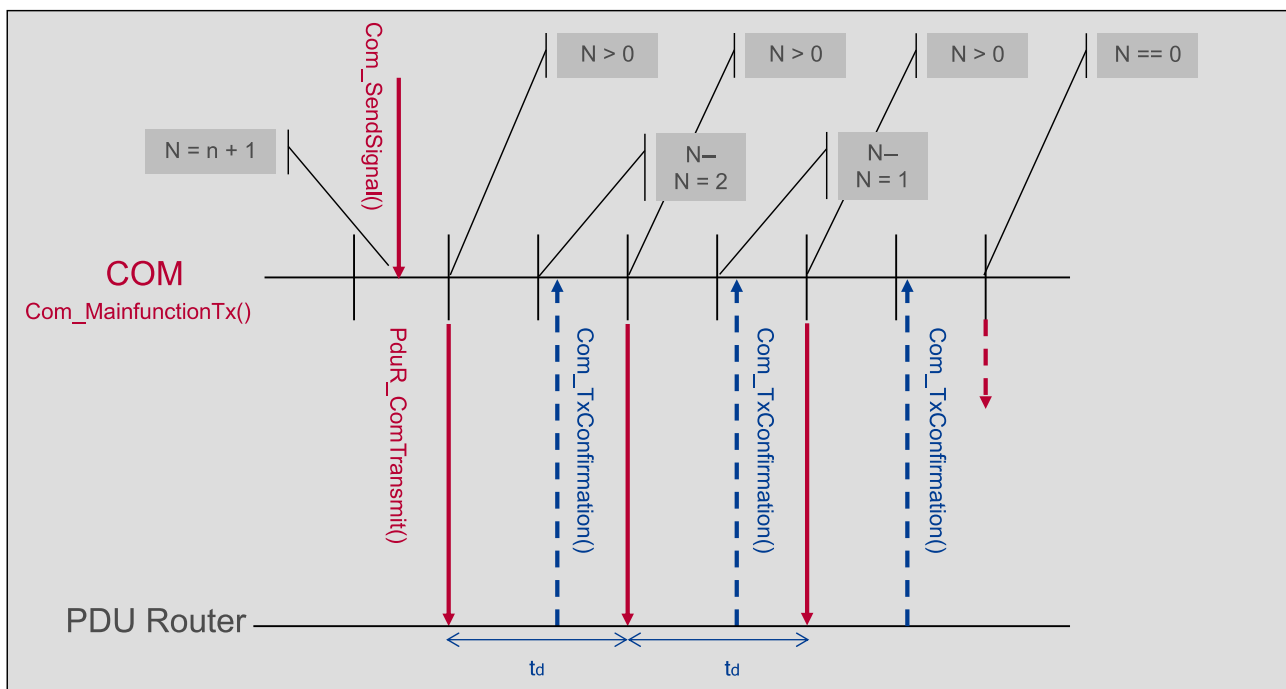 Com_SendSignal()
N > 0
N > 0
N > 0
N == 0
N = n + 1
N–
N = 2
N–
N = 1
COM
Com_MainfunctionTx()
PduR_ComTransmit()
Com_TxConfirmation()
Com_TxConfirmation()
Com_TxConfirmation()
PDU Router
td
td